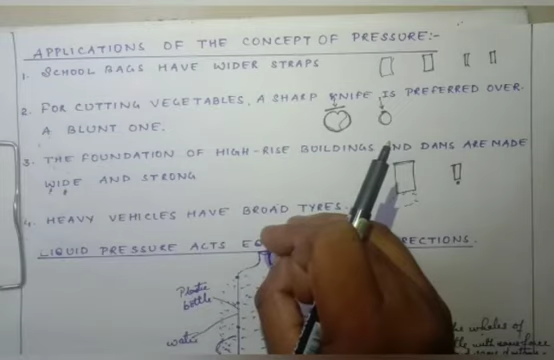 APPLICATIONS OF THE CONCEPT OF PRESSURE:-
1. SCHOOL BAGS HAVE WIDER STRAPS
2. FOR CUTTING VEGETABLES, A SHARP KNIFE IS PREFERRED OVER
A BLUNT ONE.
3. THE FOUNDATION OF HIGH-RISE BUILDINGS AND DAMS ARE MADE
WIDE AND STRONG
4. HEAVY VEHICLES HAVE BROAD TYRES.
LIQUID PRESSURE ACTS
Plastic
bottle
water